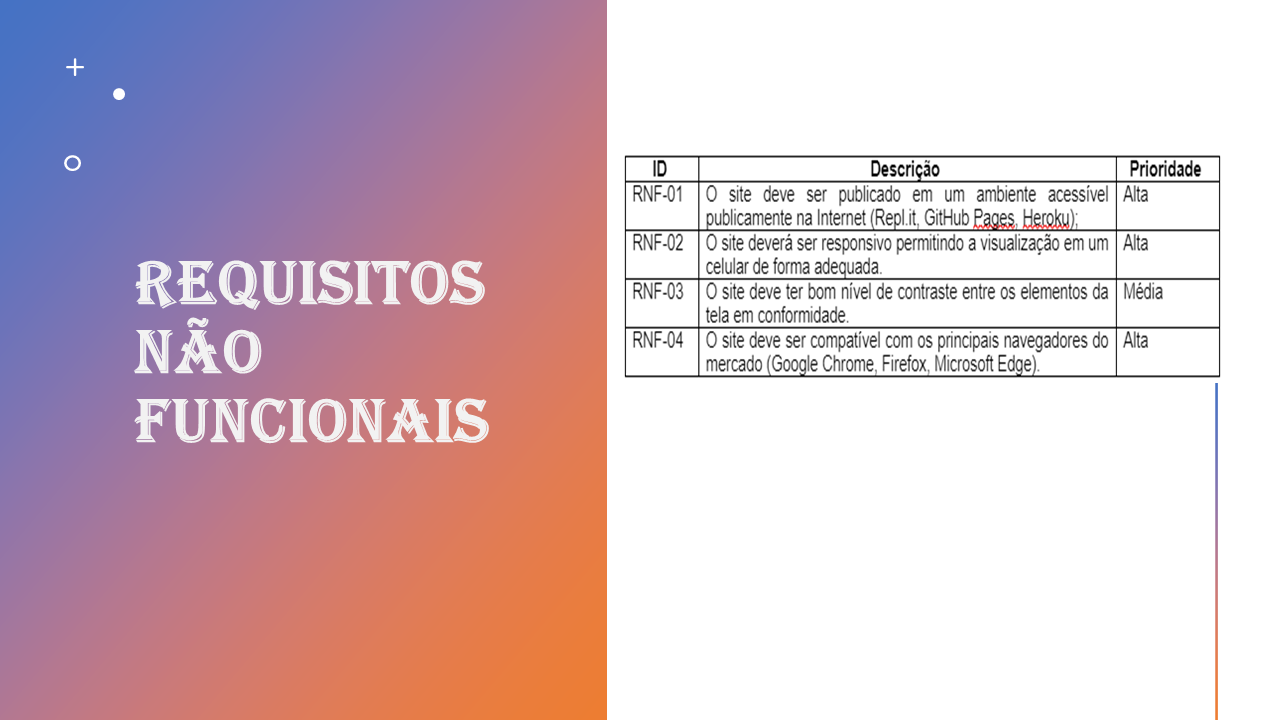 REQUISITOS
NÃO
FUNCIONAIS
ID Descrição Prioridade
RNF-01 O site deve ser publicado em um ambiente acessível Alta
publicamente na Internet (Repl.it, GitHub Pages, Heroku);
RNF-02 O site deverá ser responsivo permitindo a visualização em um Alta
celular de forma adequada.
RNF-03 O site deve ter bom nível de contraste entre os elementos da Média
tela em conformidade.
RNF-04 O site deve ser compatível com os principais navegadores do Alta
mercado (Google Chrome, Firefox, Microsoft Edge).